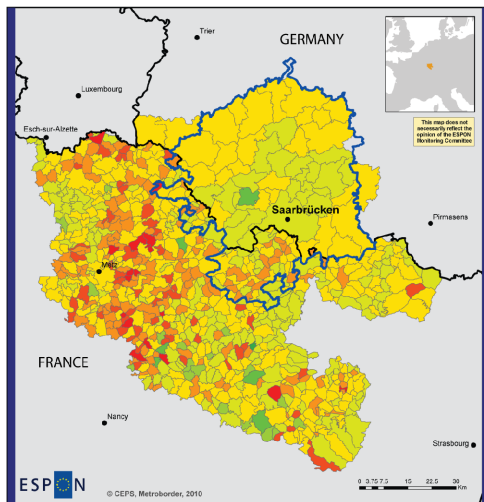 Trier
GERMANY
Luxembourg
Esch-sur-Alzette
This map does not
necessarily reflect the
opinion of the ESPON
Monitoring Committee
Saarbrücken
Pirmasens
Metz
FRANCE
Nancy
Strasbourg
ESPON
© CEPS, Metroborder, 2010
0 3.75 7.5 15 22.5 30
Km